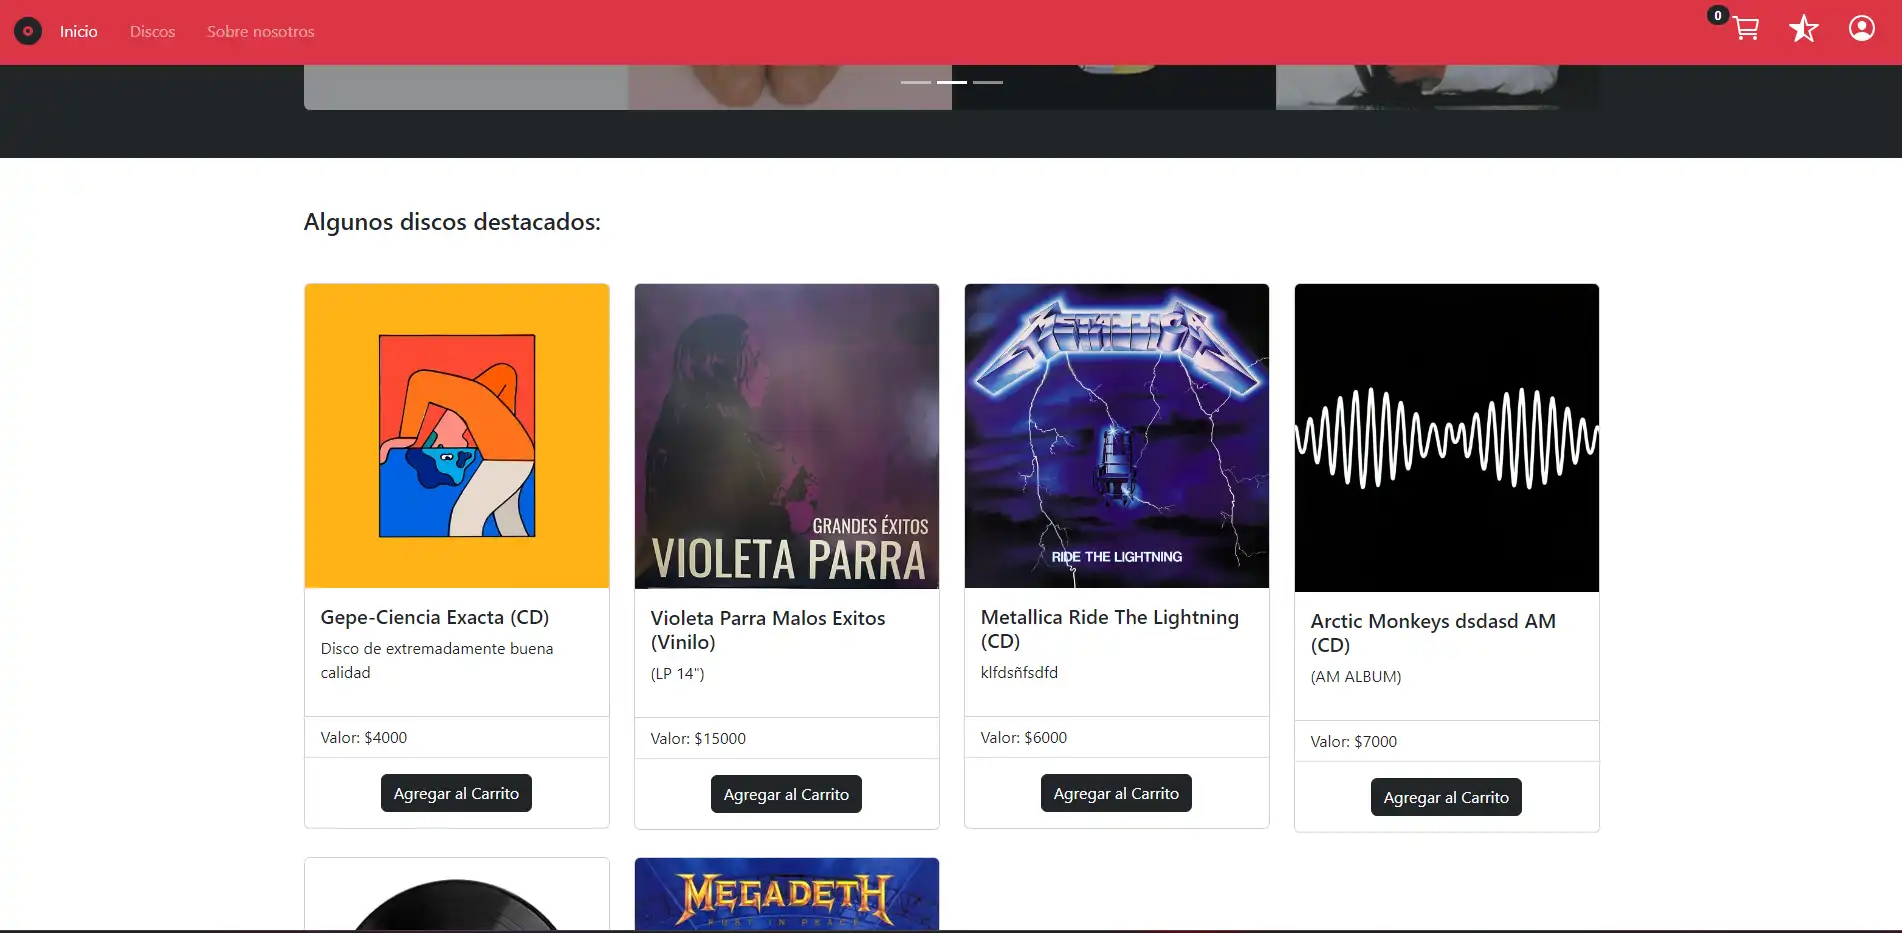 Inicio
Discos
Sobre nosotros
0
Algunos discos destacados:
GRANDES ÉXITOS
VIOLETA PARRA
METALLICA
RIDE THE LIGHTNING
Gepe-Ciencia Exacta (CD)
Disco de extremadamente buena
calidad
Valor: $4000
Agregar al Carrito
Violeta Parra Malos Exitos
(Vinilo)
(LP 14")
Valor: $15000
Agregar al Carrito
Metallica Ride The Lightning
(CD)
klfdsñfsdfd
Valor: $6000
Agregar al Carrito
Arctic Monkeys dsdasd AM
(CD)
(AM ALBUM)
Valor: $7000
Agregar al Carrito
MEGADETH
RUST IN PEACE